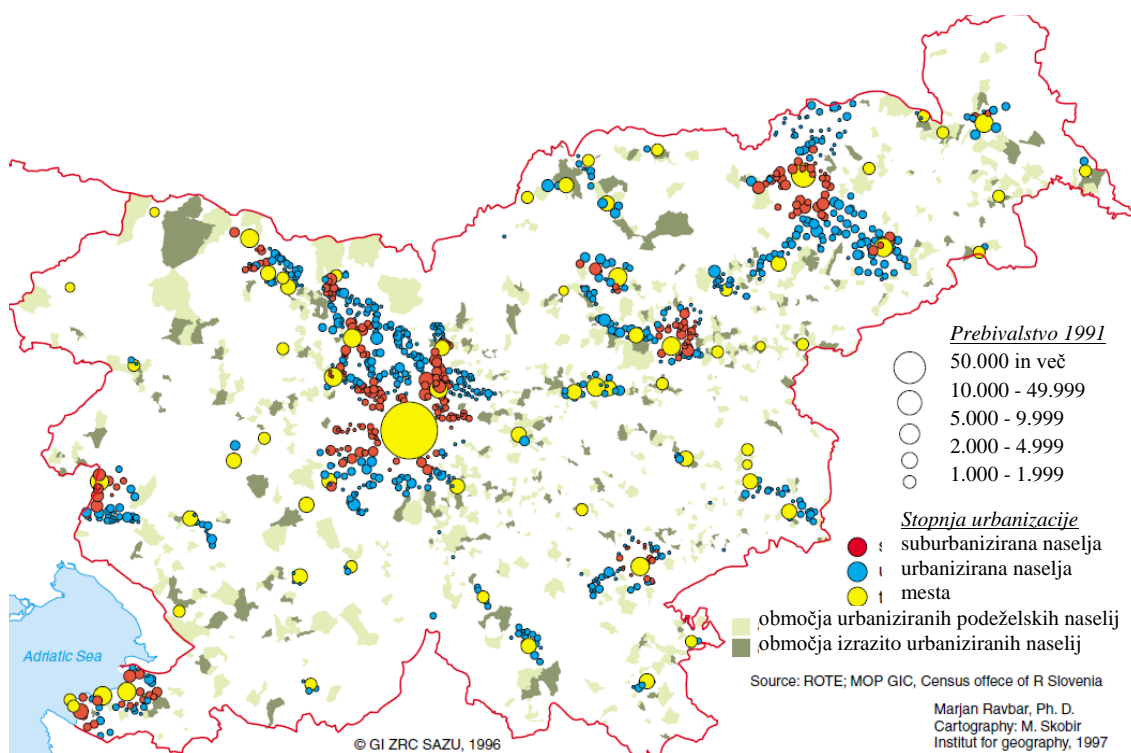 Prebivalstvo 1991
50.000 in več
10.000 - 49.999
5.000 - 9.999
2.000 - 4.999
1.000 - 1.999
Stopnja urbanizacije
s suburbanizirana naselja
u urbanizirana naselja
t mesta
območja urbaniziranih podeželskih naselij
območja izrazito urbaniziranih naselij
Adriatic Sea
Source: ROTE; MOP GIC, Census offece of R Slovenia
Marjan Ravbar, Ph. D.
Cartography: M. Skobir
Institut for geography, 1997
© GI ZRC SAZU, 1996